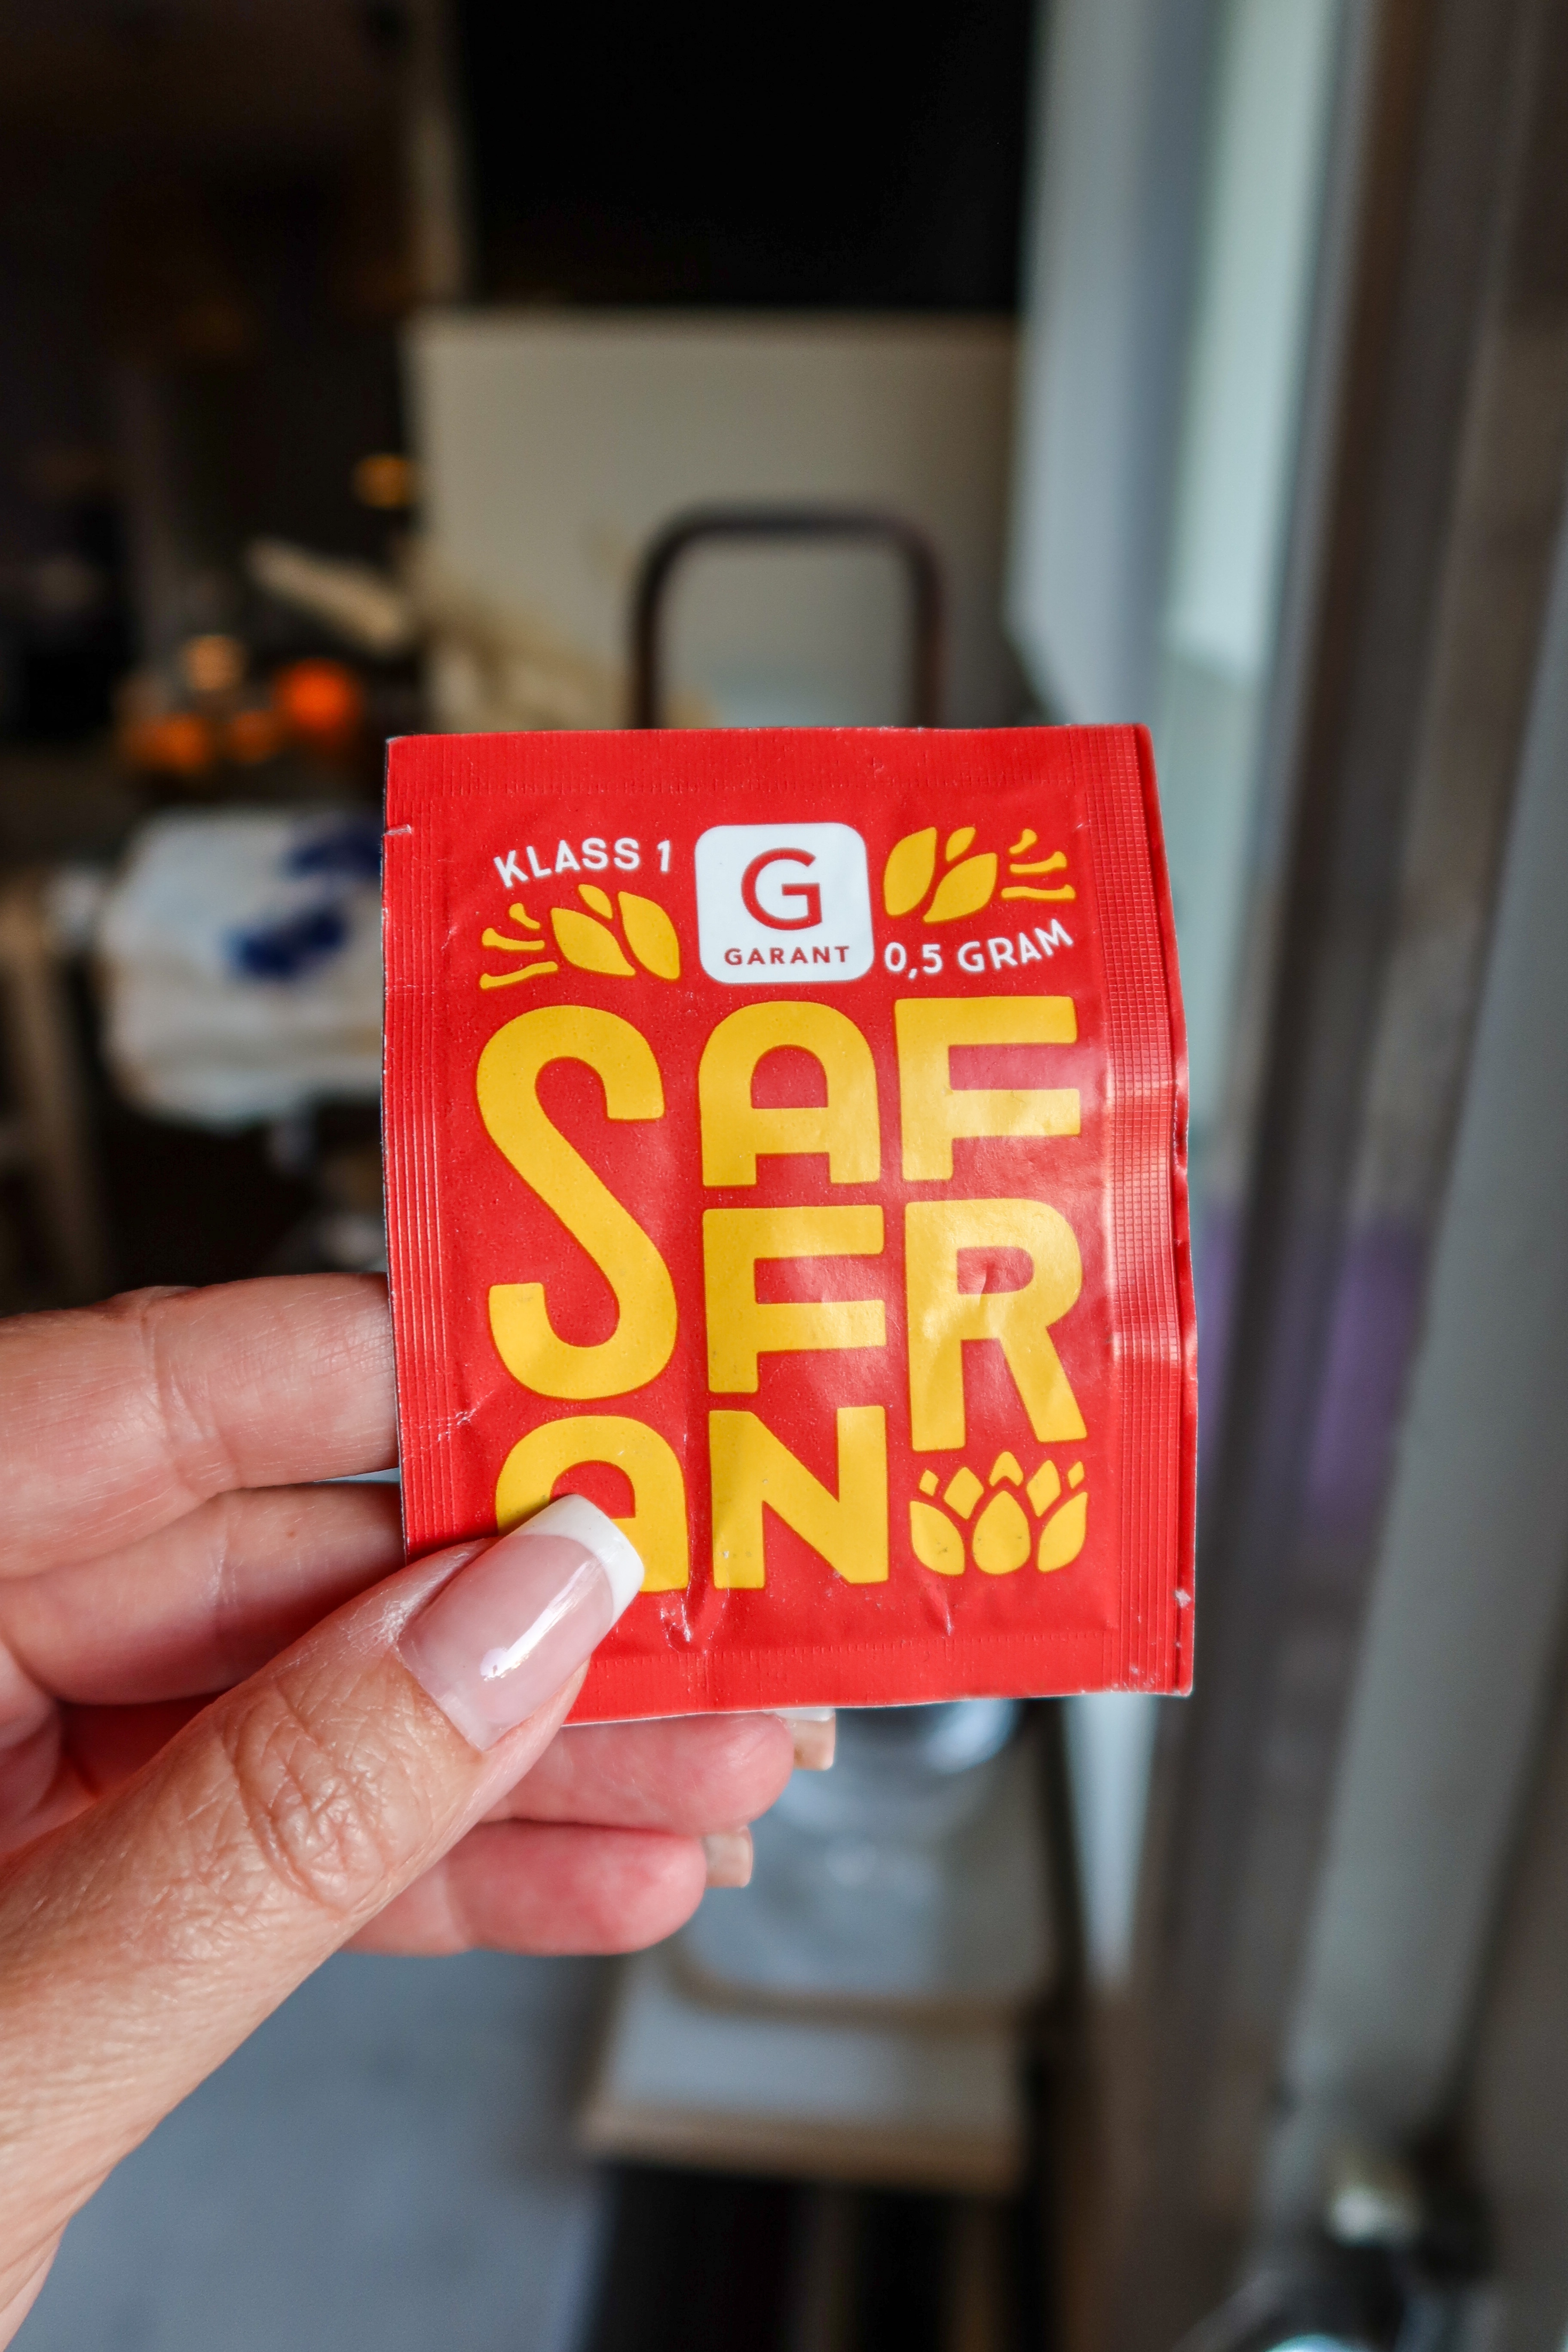 KLASS 1
G
GARANT
0,5 GRAM
SAF
FR
AN